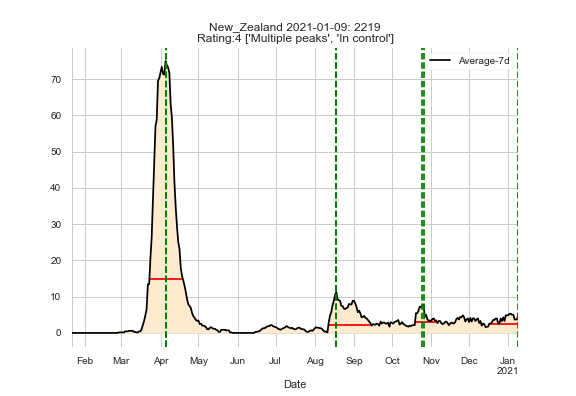 New_Zealand 2021-01-09: 2219
Rating:4 ['Multiple peaks', 'In control']
Average-7d
70
60
50
40
30
20
10
0
Feb Mar Apr May Jun Jul Aug Sep Oct Nov Dec Jan
2021
Date